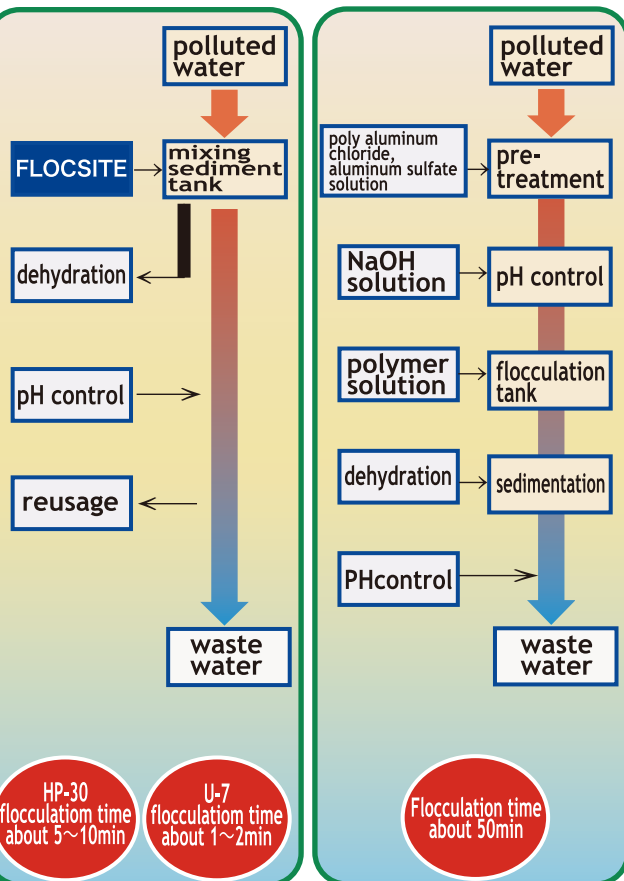 polluted
water
FLOCSITE
mixing
sediment
tank
dehydration
pH control
reusage
waste
water
HP-30
flocculatiom time
about 5～10min
U-7
flocculatiom time
about 1～2min
polluted
water
poly aluminum
chloride,
aluminum sulfate
solution
pre-
treatment
NaOH
solution
pH control
polymer
solution
flocculation
tank
dehydration
sedimentation
PHcontrol
waste
water
Flocculation time
about 50min